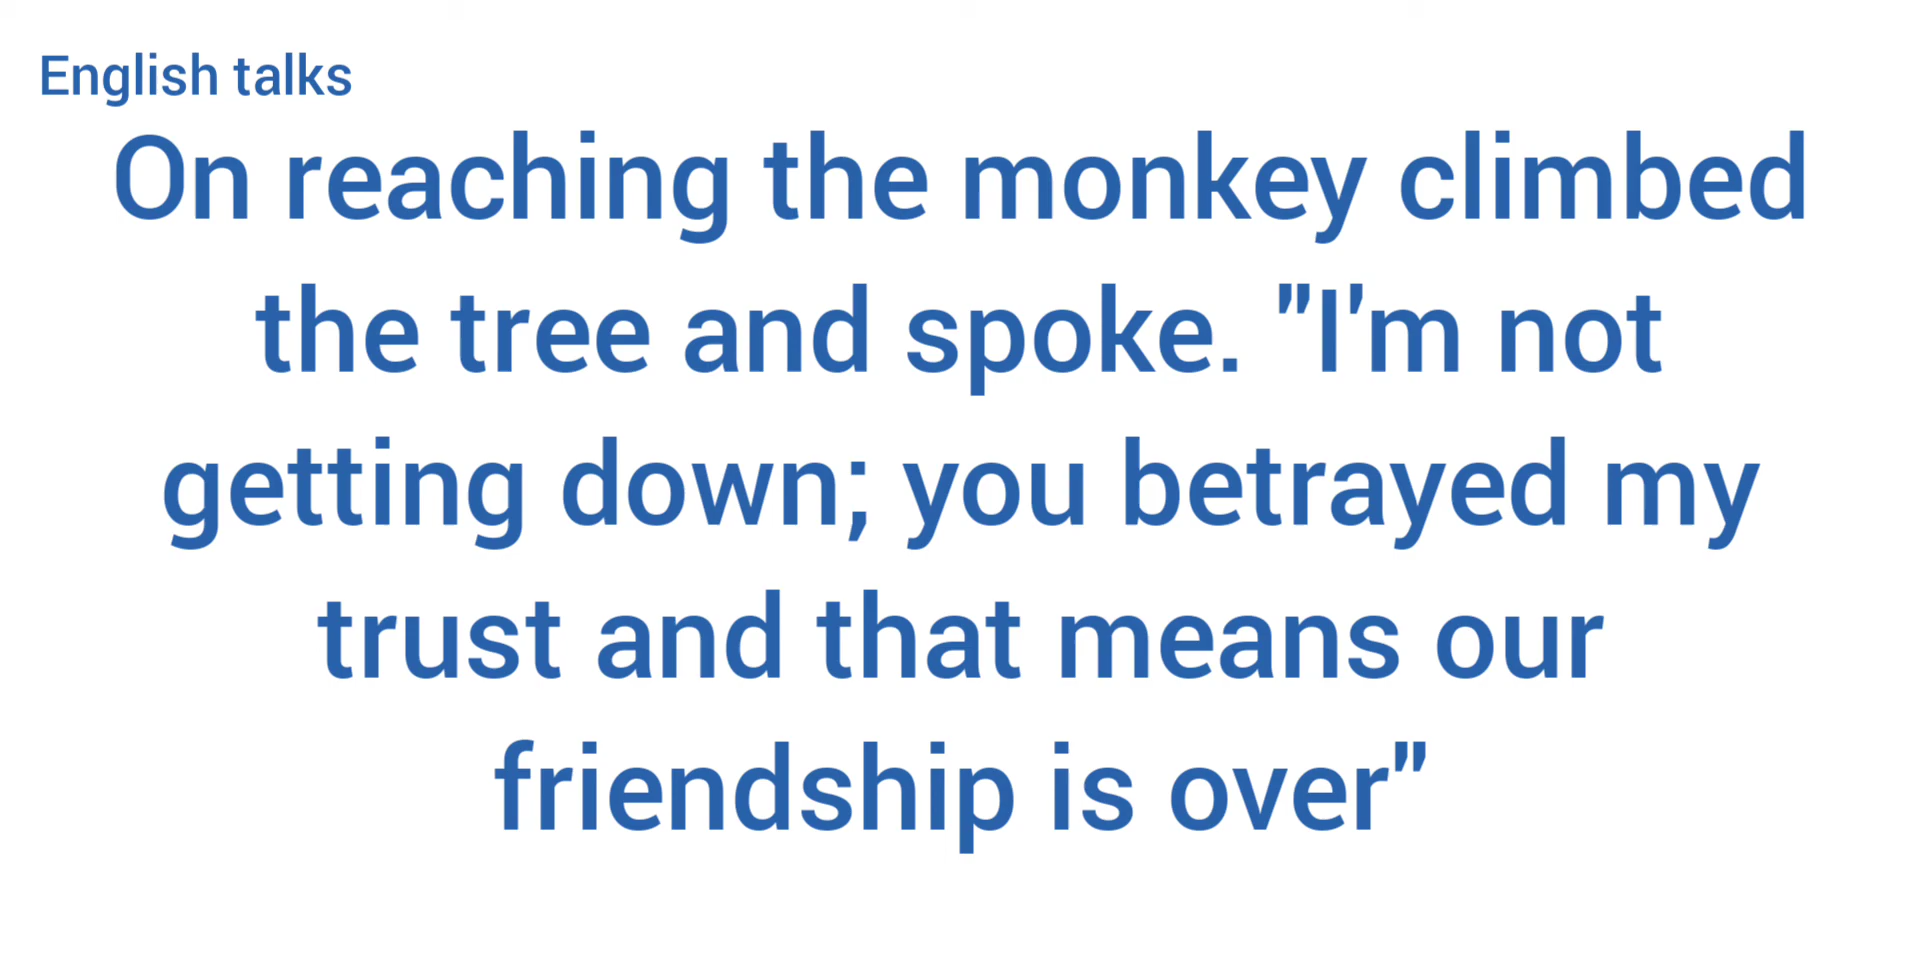 English talks
On reaching the monkey climbed
the tree and spoke. "I'm not
getting down; you betrayed my
trust and that means our
friendship is over"